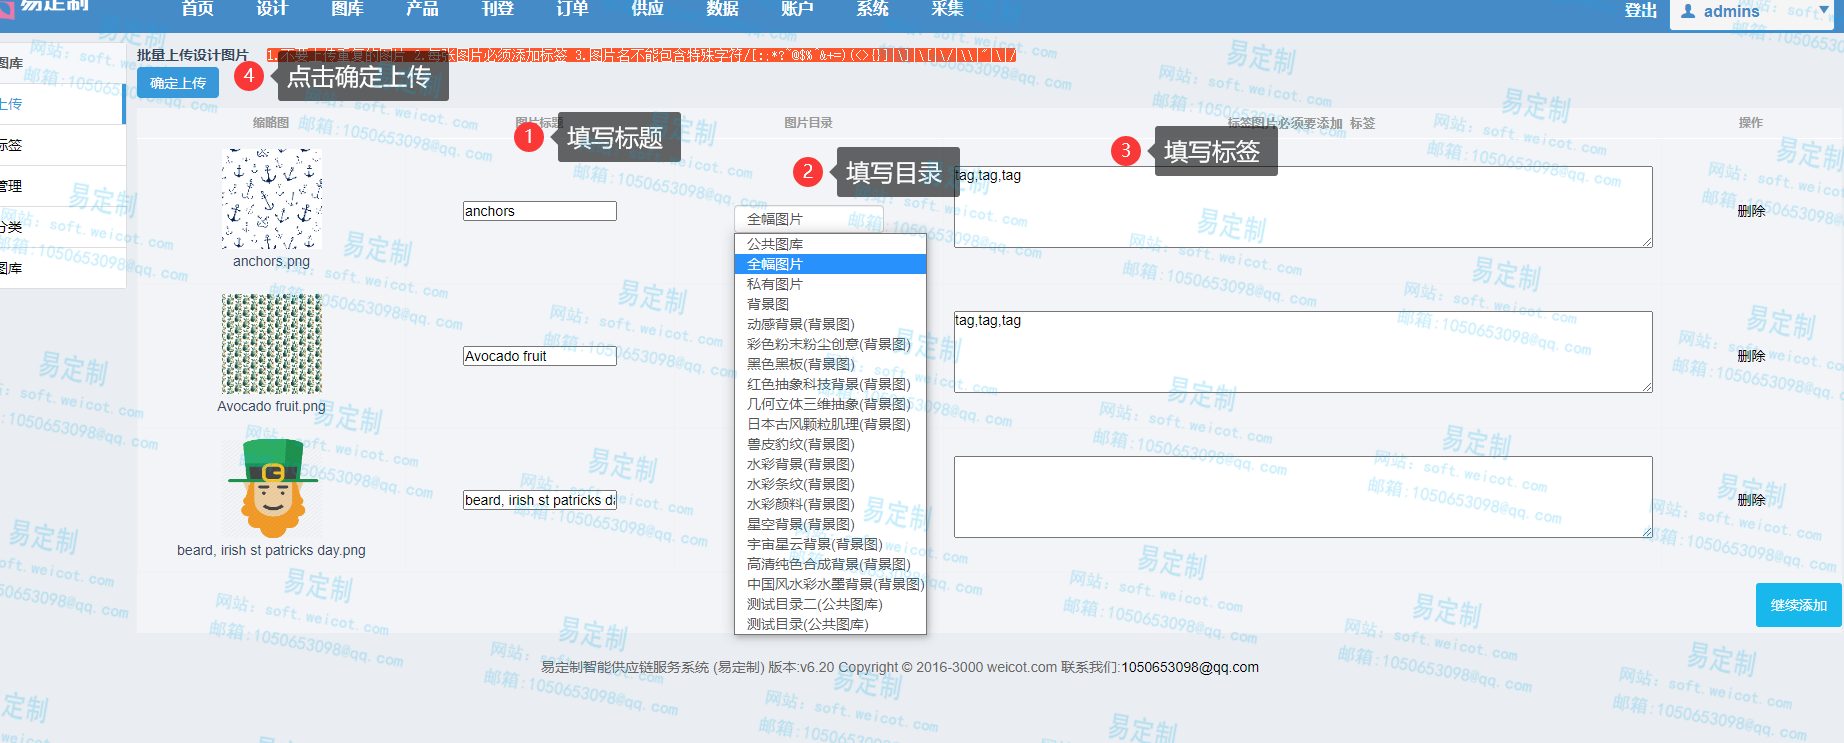 易定制
首页 设计 图库 产品 刊登 订单 供应 数据 账户 系统 采集
登出 admins
图库
上传
标签
管理
分类
图库
批量上传设计图片
1.不要上传重复的图片 2.每张图片必须添加标签 3.图片名不能包含特殊字符
确定上传
4 点击确定上传
缩略图 图片标题 图片目录 标签图片必须要添加 标签 操作
1 填写标题
2 填写目录
3 填写标签
anchors.png
anchors
全幅图片
tag,tag,tag
删除
公共图库
全幅图片
私有图片
背景图
动感背景(背景图)
彩色粉末粉尘创意(背景图)
黑色黑板(背景图)
红色抽象科技背景(背景图)
几何立体三维抽象(背景图)
日本古风颗粒肌理(背景图)
兽皮豹纹(背景图)
水彩背景(背景图)
水彩条纹(背景图)
水彩颜料(背景图)
星空背景(背景图)
宇宙星云背景(背景图)
高清纯色合成背景(背景图)
中国风水彩水墨背景(背景图)
测试目录二(公共图库)
测试目录(公共图库)
Avocado fruit.png
Avocado fruit
tag,tag,tag
删除
beard, irish st patricks day.png
beard, irish st patricks da
删除
继续添加
易定制智能供应链服务系统 (易定制) 版本:v6.20 Copyright © 2016-3000 weicot.com 联系我们:1050653098@qq.com
易定制
网站: soft.weicot.com
邮箱:1050653098@qq.com